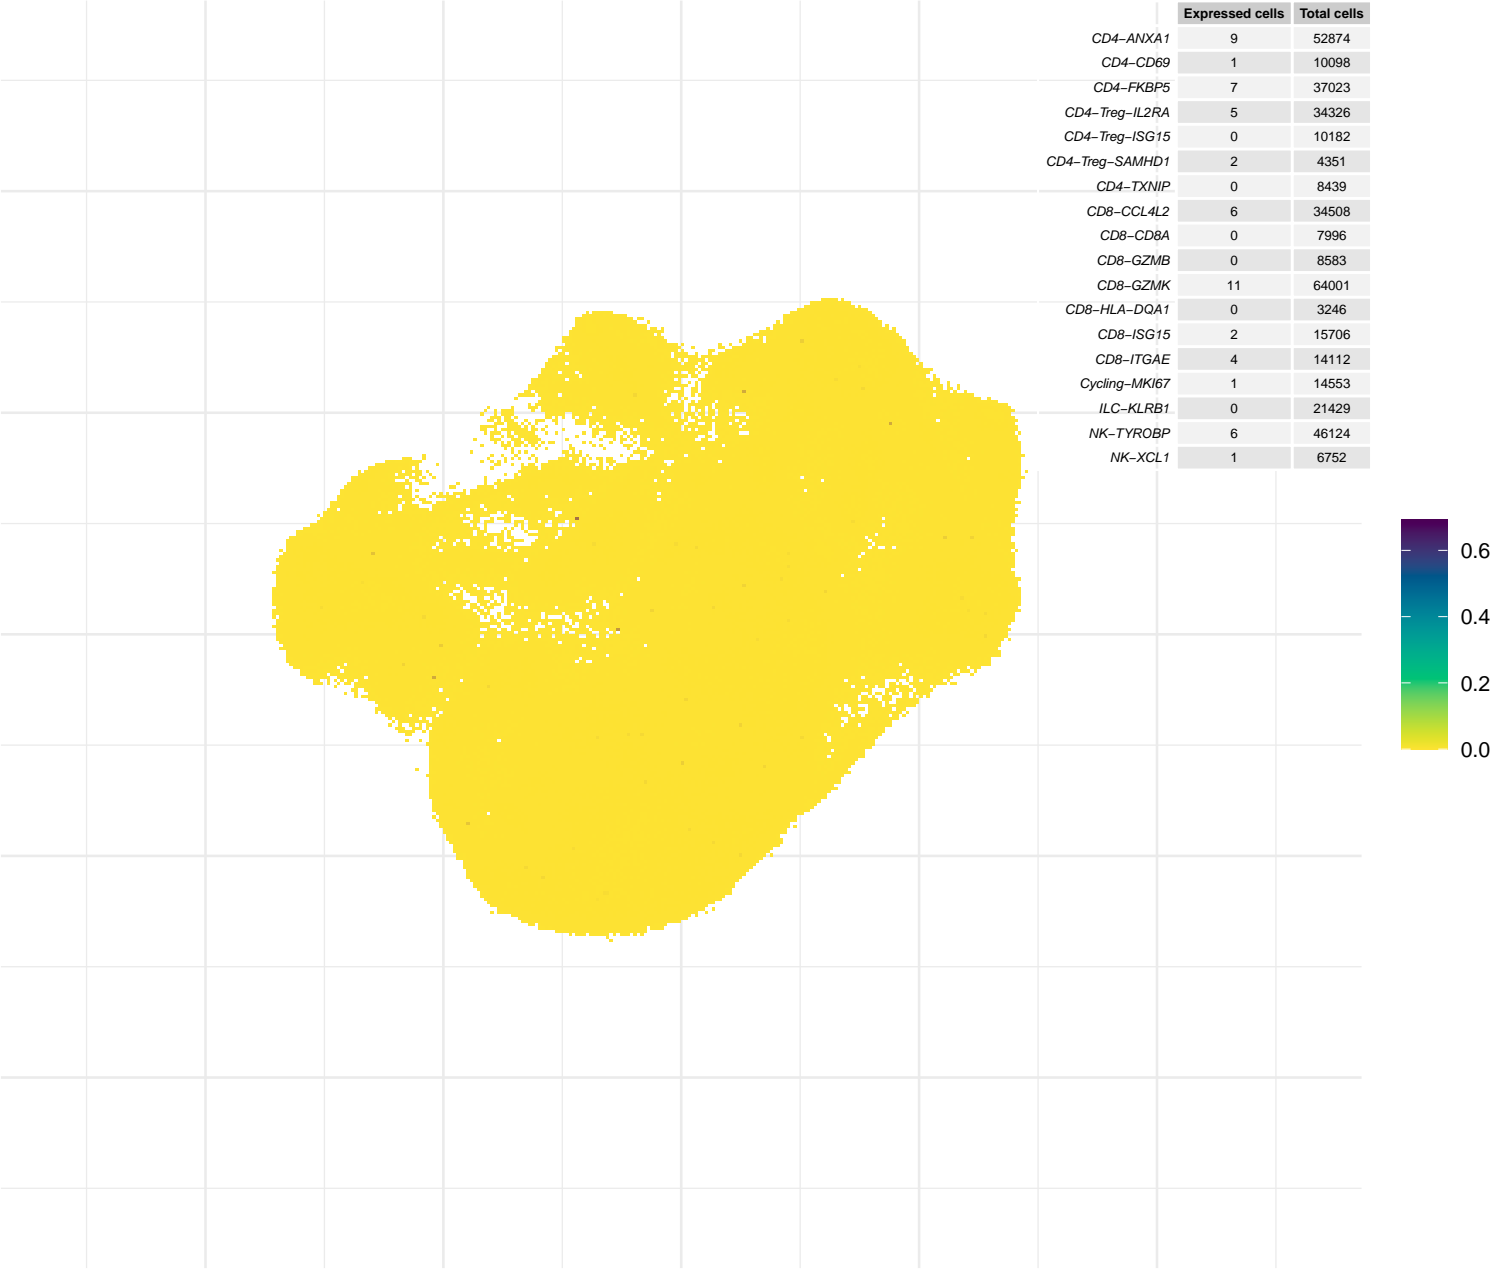 Expressed cells Total cells
CD4−ANXA1 9 52874
CD4−CD69 1 10098
CD4−FKBP5 7 37023
CD4−Treg−IL2RA 5 34326
CD4−Treg−ISG15 0 10182
CD4−Treg−SAMHD1 2 4351
CD4−TXNIP 0 8439
CD8−CCL4L2 6 34508
CD8−CD8A 0 7996
CD8−GZMB 0 8583
CD8−GZMK 11 64001
CD8−HLA−DQA1 0 3246
CD8−ISG15 2 15706
CD8−ITGAE 4 14112
Cycling−MKI67 1 14553
ILC−KLRB1 0 21429
NK−TYROBP 6 46124
NK−XCL1 1 6752
0.6
0.4
0.2
0.0